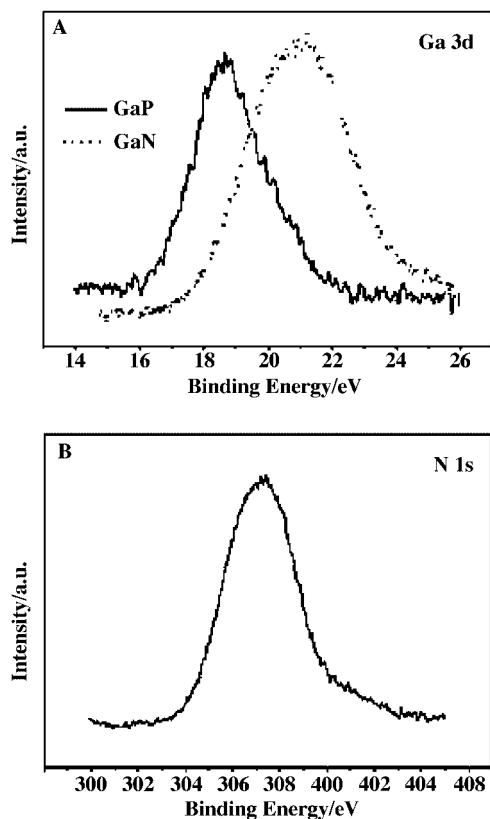 A
Ga 3d
GaP
GaN
Intensity/a.u.
14 16 18 20 22 24 26
Binding Energy/eV
B
N 1s
Intensity/a.u.
300 302 304 306 308 400 402 404 408
Binding Energy/eV